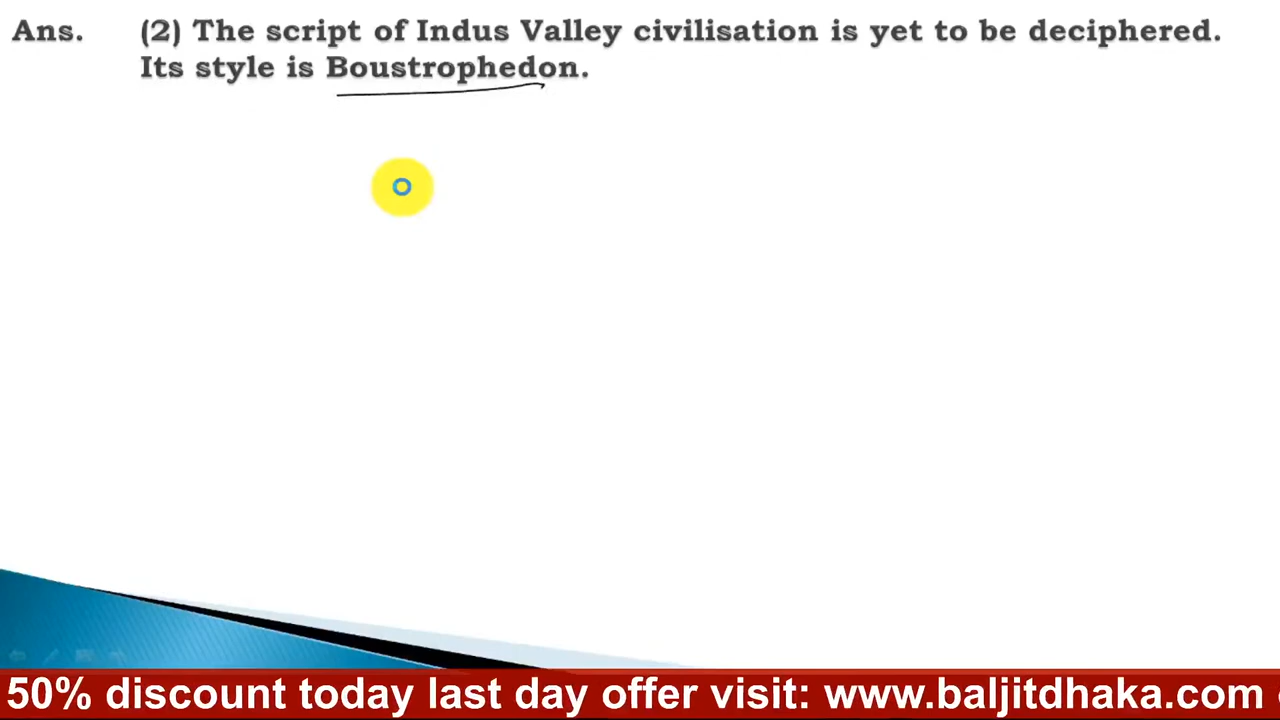 Ans. (2) The script of Indus Valley civilisation is yet to be deciphered.
Its style is Boustrophedon.
50% discount today last day offer visit: www.baljitdhaka.com